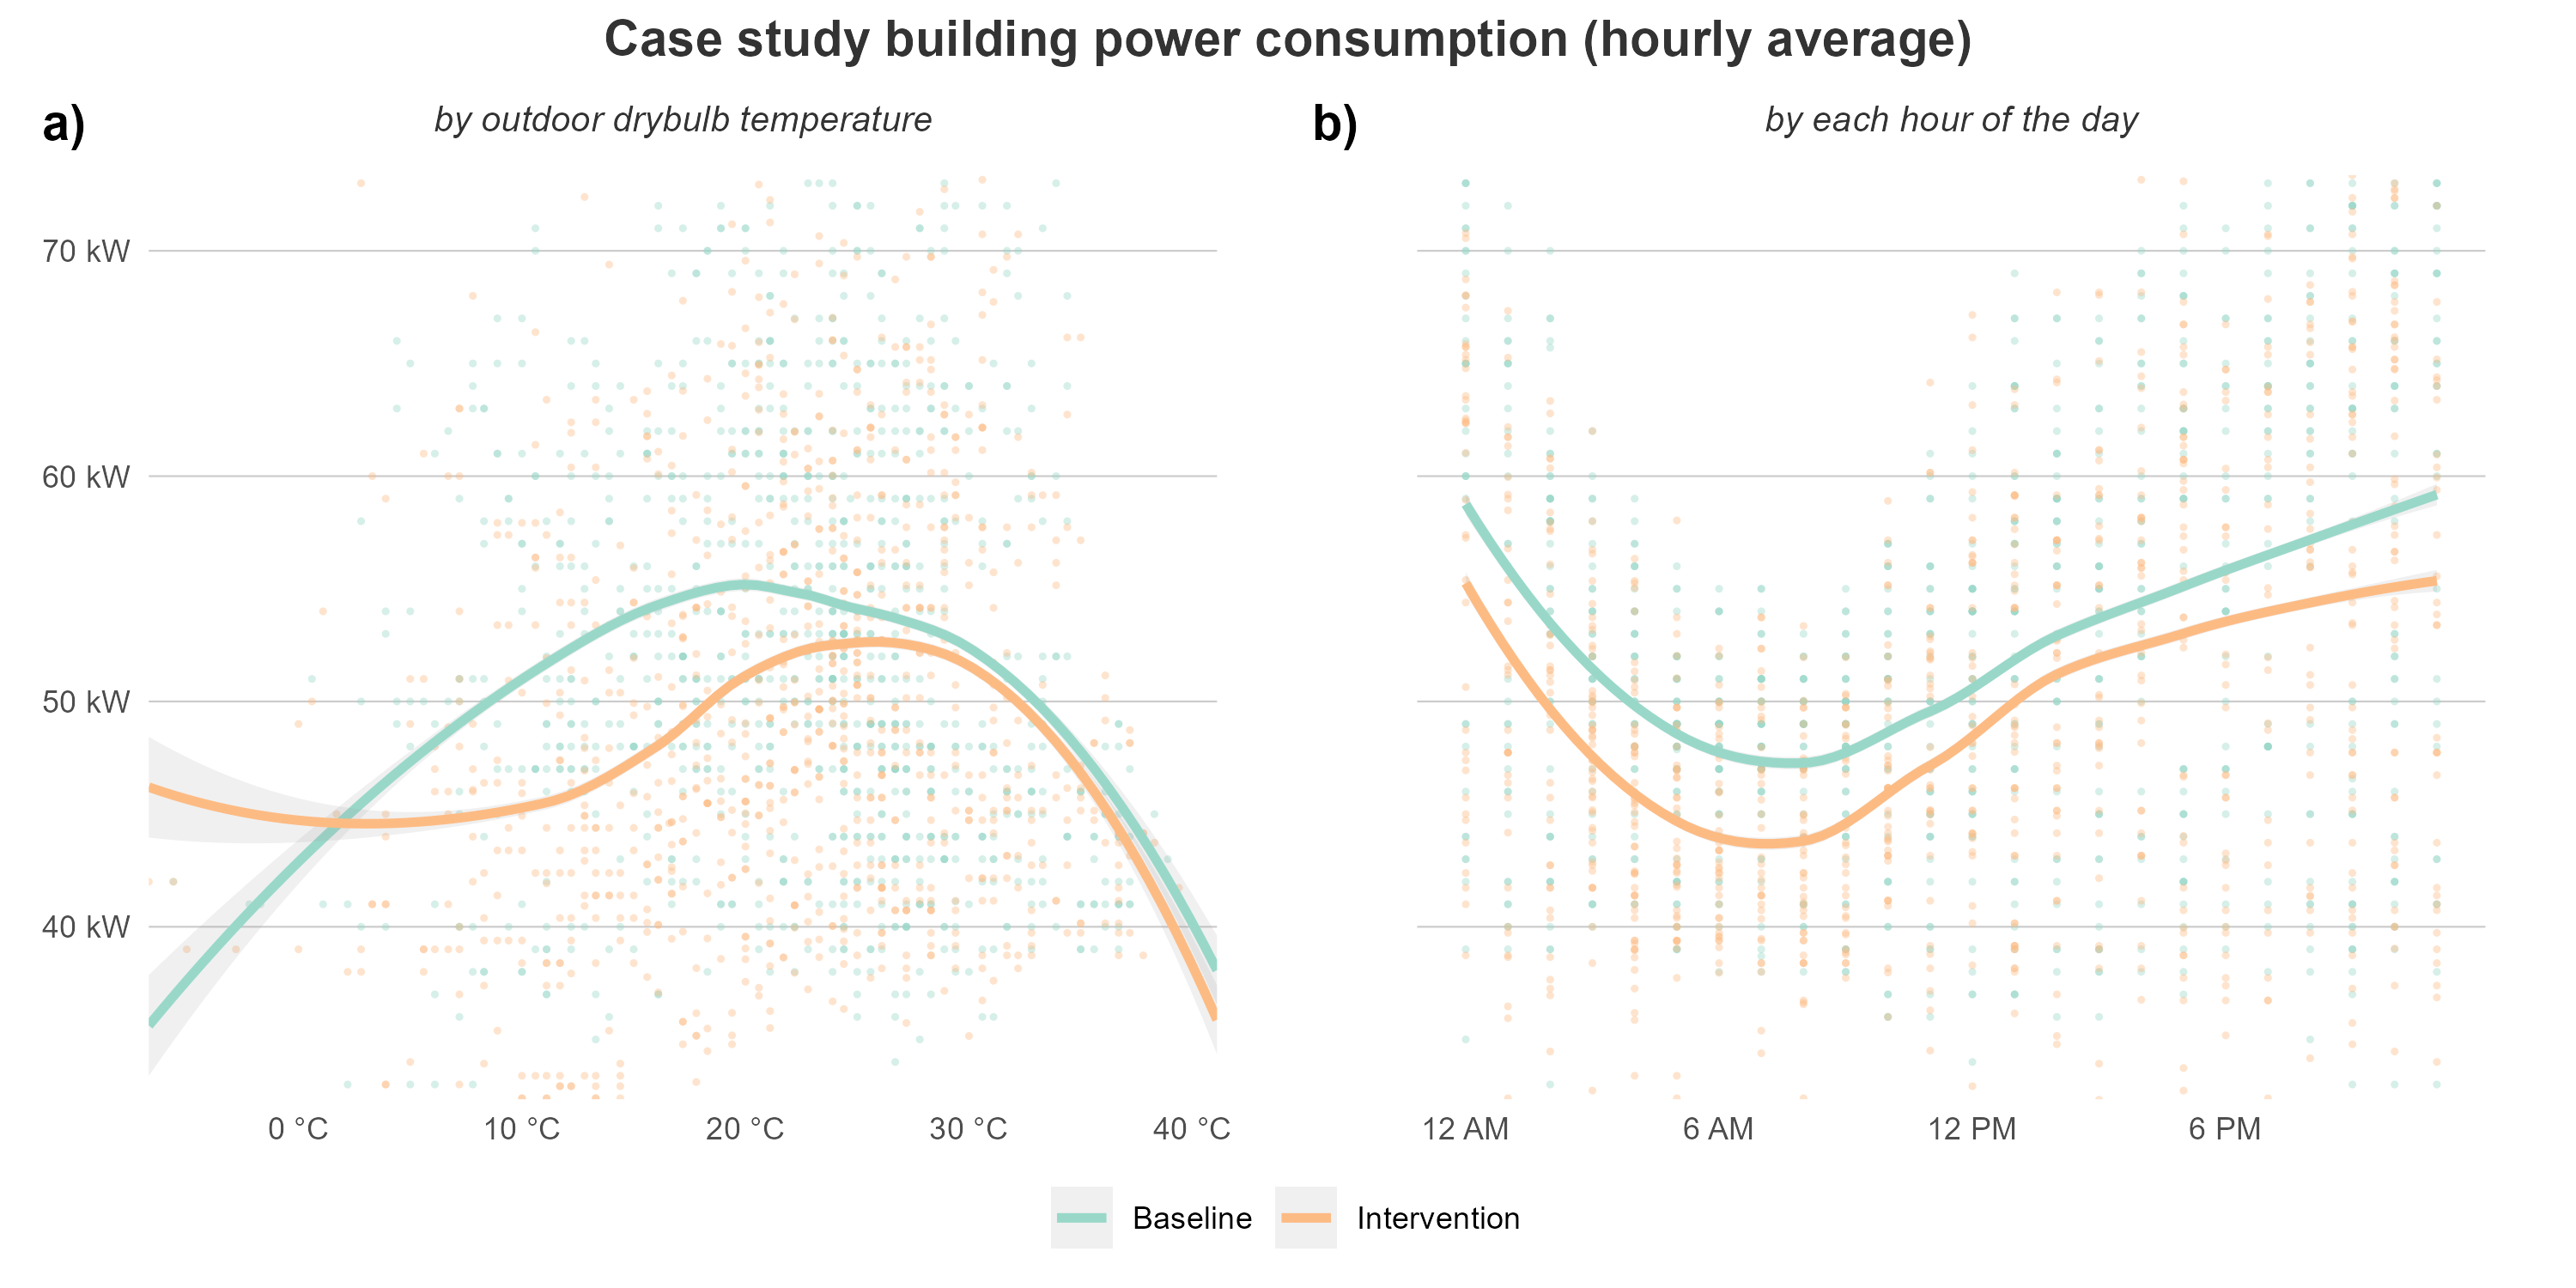 Case study building power consumption (hourly average)
a)
by outdoor drybulb temperature
b)
by each hour of the day
70 kW
60 kW
50 kW
40 kW
0 °C 10 °C 20 °C 30 °C 40 °C
12 AM 6 AM 12 PM 6 PM
Baseline Intervention